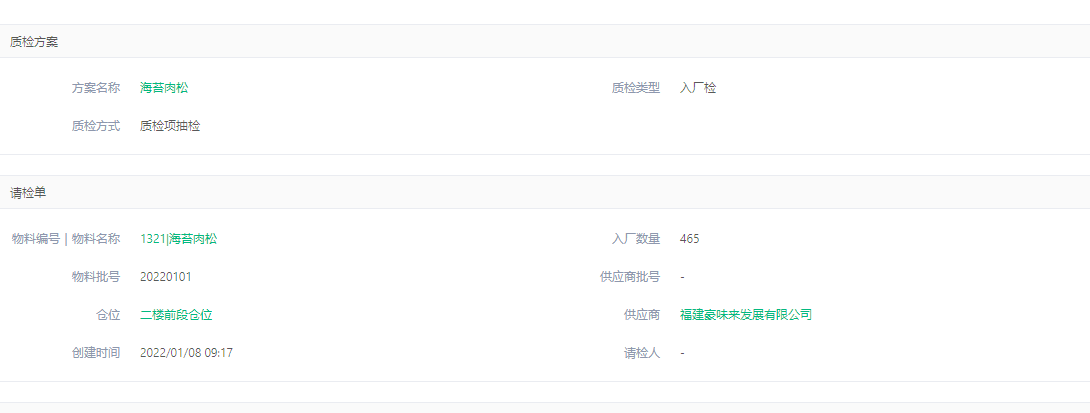 质检方案
方案名称 海苔肉松 质检类型 入厂检
质检方式 质检项抽检
请检单
物料编号 | 物料名称 1321|海苔肉松 入厂数量 465
物料批号 20220101 供应商批号 -
仓位 二楼前段仓位 供应商 福建豪味来发展有限公司
创建时间 2022/01/08 09:17 请检人 -